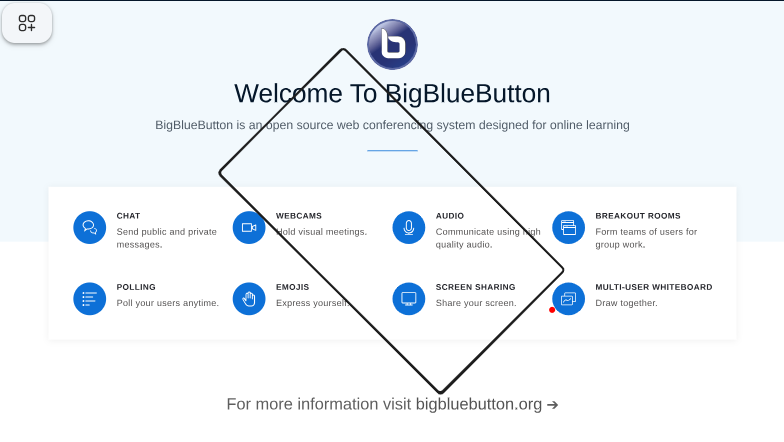 Welcome To BigBlueButton
BigBlueButton is an open source web conferencing system designed for online learning
CHAT
Send public and private
messages.
WEBCAMS
Hold visual meetings.
AUDIO
Communicate using high
quality audio.
BREAKOUT ROOMS
Form teams of users for
group work.
POLLING
Poll your users anytime.
EMOJIS
Express yourself.
SCREEN SHARING
Share your screen.
MULTI-USER WHITEBOARD
Draw together.
For more information visit bigbluebutton.org ➔